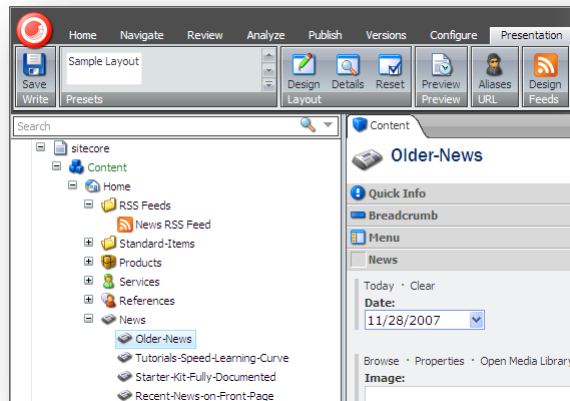 Home Navigate Review Analyze Publish Versions Configure Presentation
Sample Layout
Save Design Details Reset Preview Aliases Design
Write Presets Layout Preview URL Feeds
Search
Content
sitecore
Content
Home
RSS Feeds
News RSS Feed
Standard-Items
Products
Services
References
News
Older-News
Tutorials-Speed-Learning-Curve
Starter-Kit-Fully-Documented
Recent-News-on-Front-Page
Older-News
Quick Info
Breadcrumb
Menu
News
Today · Clear
Date:
11/28/2007
Browse · Properties · Open Media Library
Image: